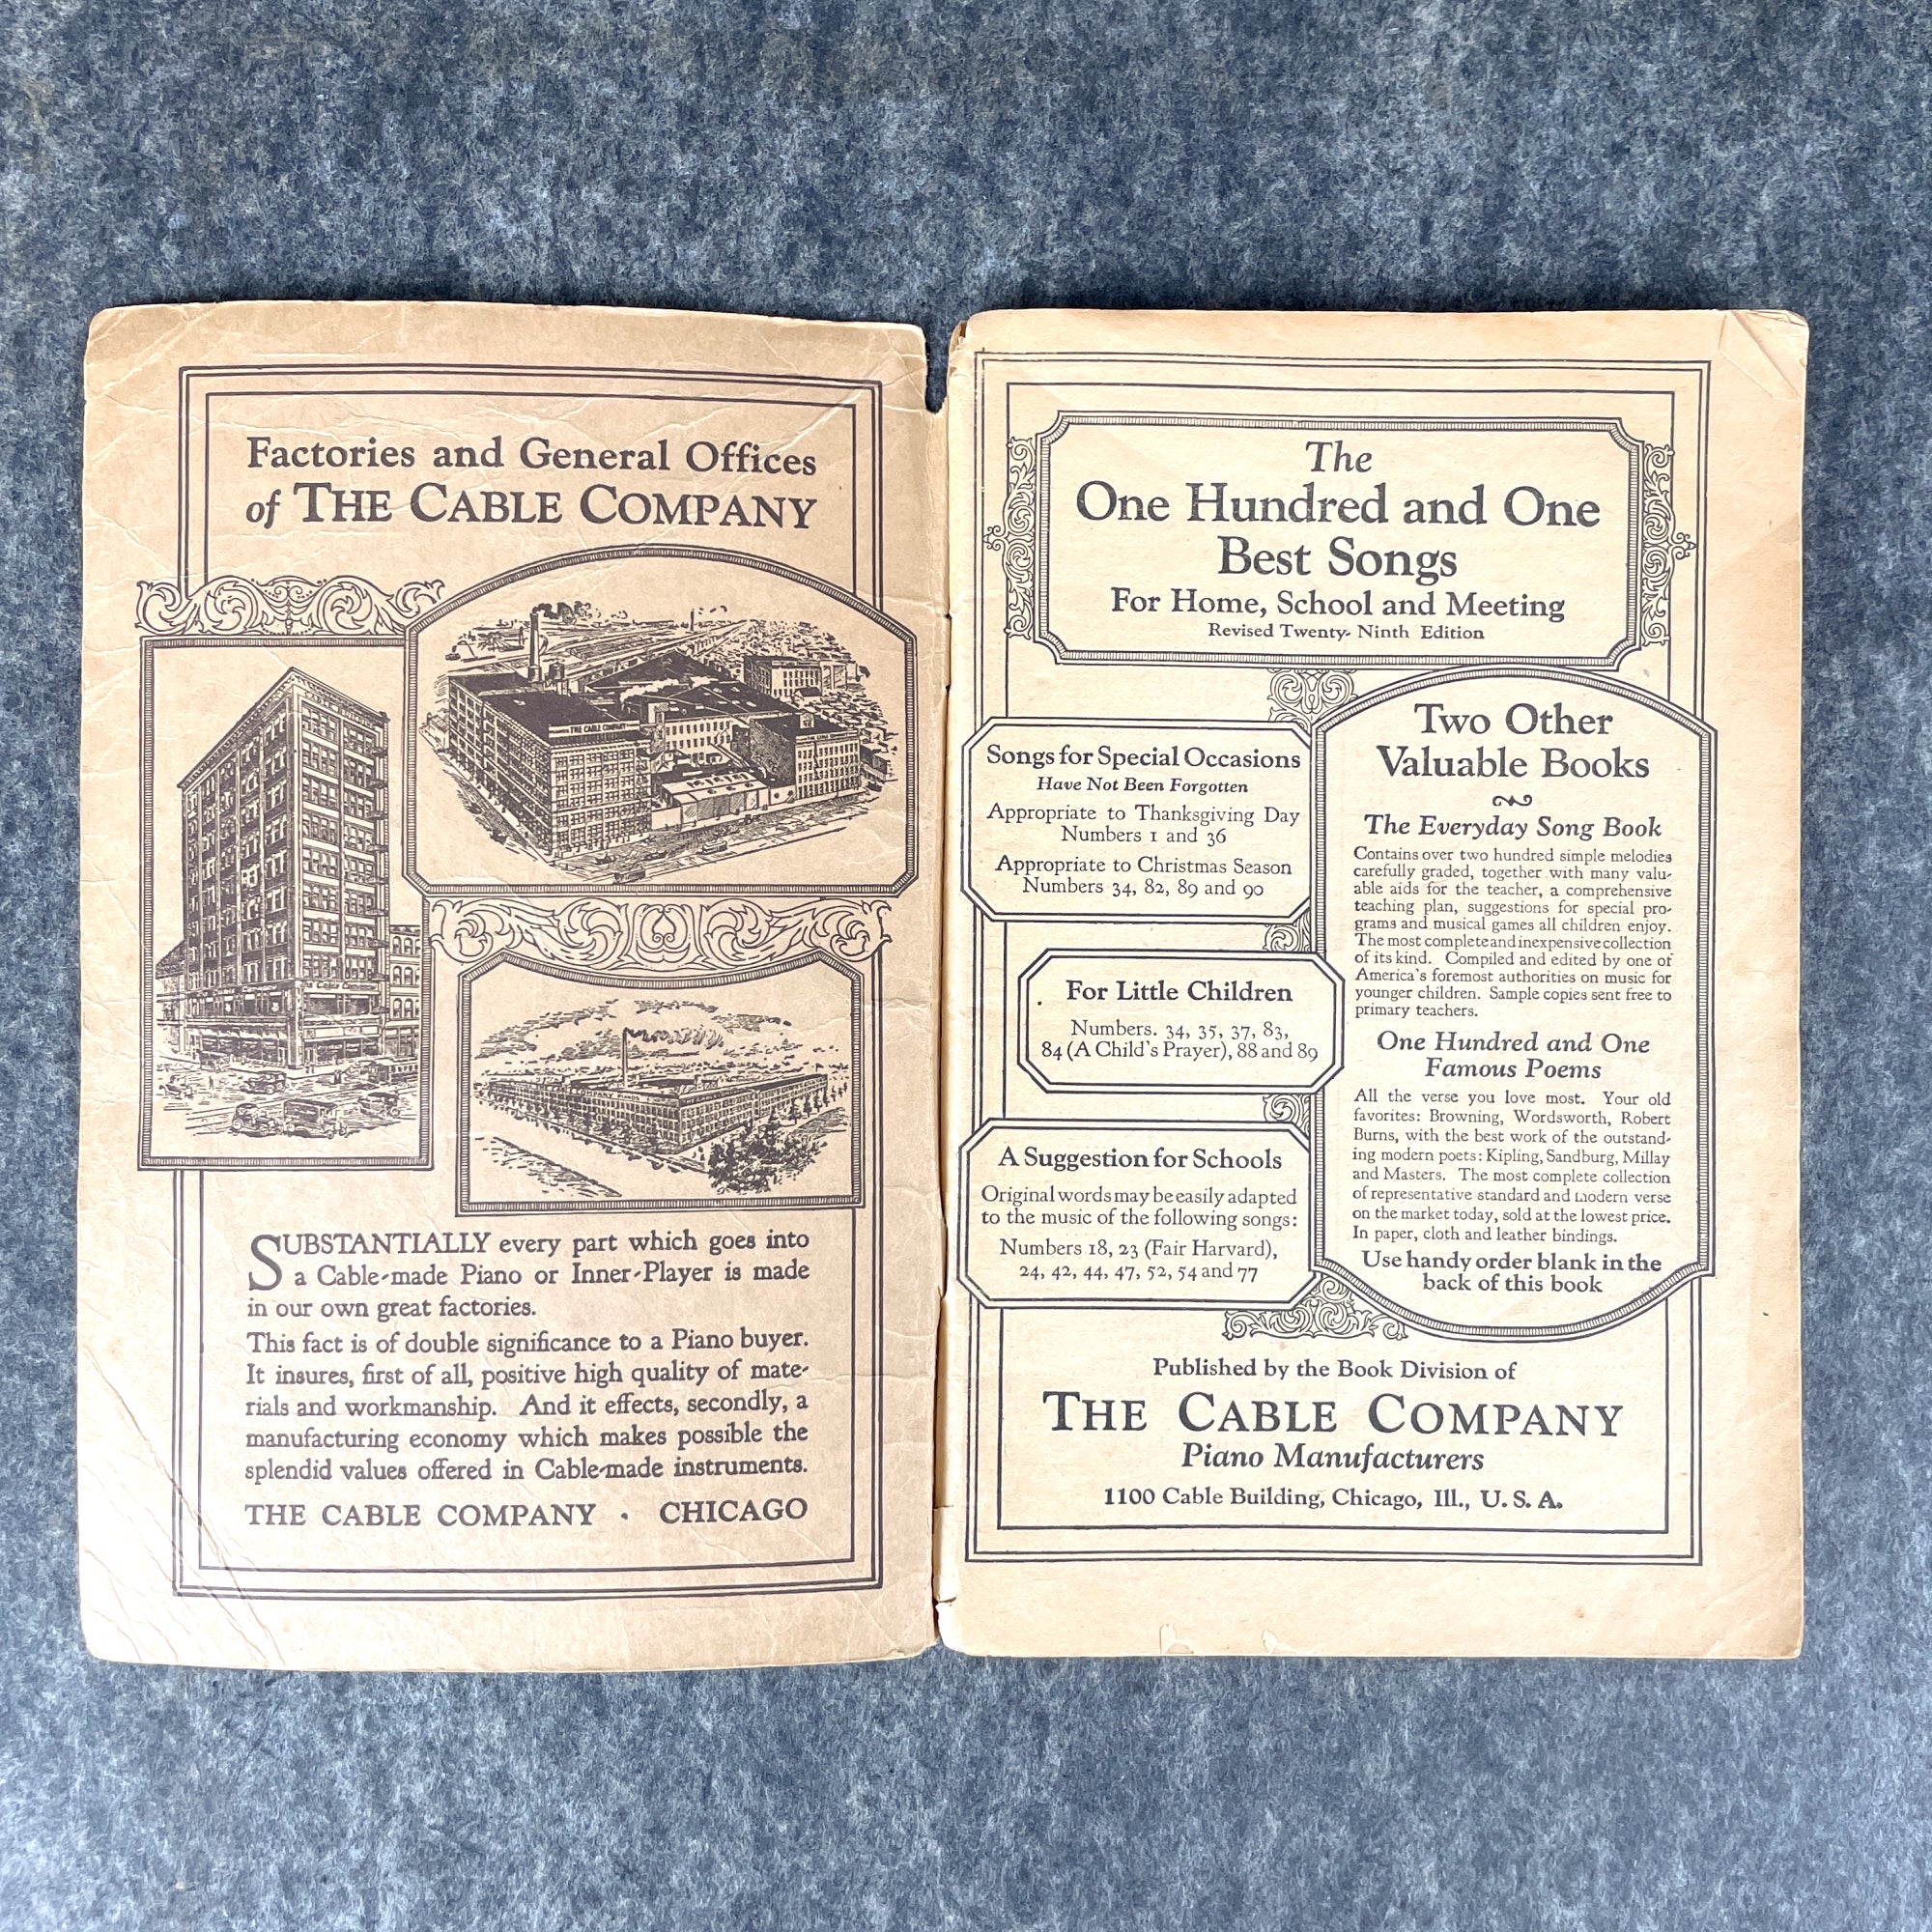 Factories and General Offices
of THE CABLE COMPANY
THE CABLE COMPANY
SUBSTANTIALLY every part which goes into
a Cable-made Piano or Inner-Player is made
in our own great factories.
This fact is of double significance to a Piano buyer.
It insures, first of all, positive high quality of mate-
rials and workmanship. And it effects, secondly, a
manufacturing economy which makes possible the
splendid values offered in Cable-made instruments.
THE CABLE COMPANY · CHICAGO
The
One Hundred and One
Best Songs
For Home, School and Meeting
Revised Twenty-Ninth Edition
Songs for Special Occasions
Have Not Been Forgotten
Appropriate to Thanksgiving Day
Numbers 1 and 36
Appropriate to Christmas Season
Numbers 34, 82, 89 and 90
For Little Children
Numbers. 34, 35, 37, 83,
84 (A Child's Prayer), 88 and 89
A Suggestion for Schools
Original words may be easily adapted
to the music of the following songs:
Numbers 18, 23 (Fair Harvard),
24, 42, 44, 47, 52, 54 and 77
Two Other
Valuable Books
The Everyday Song Book
Contains over two hundred simple melodies
carefully graded, together with many valu-
able aids for the teacher, a comprehensive
teaching plan, suggestions for special pro-
grams and musical games all children enjoy.
The most complete and inexpensive collection
of its kind. Compiled and edited by one of
America's foremost authorities on music for
younger children. Sample copies sent free to
primary teachers.
One Hundred and One
Famous Poems
All the verse you love most. Your old
favorites: Browning, Wordsworth, Robert
Burns, with the best work of the outstand-
ing modern poets: Kipling, Sandburg, Millay
and Masters. The most complete collection
of representative standard and modern verse
on the market today, sold at the lowest price.
In paper, cloth and leather bindings.
Use handy order blank in the
back of this book
Published by the Book Division of
THE CABLE COMPANY
Piano Manufacturers
1100 Cable Building, Chicago, Ill., U. S. A.